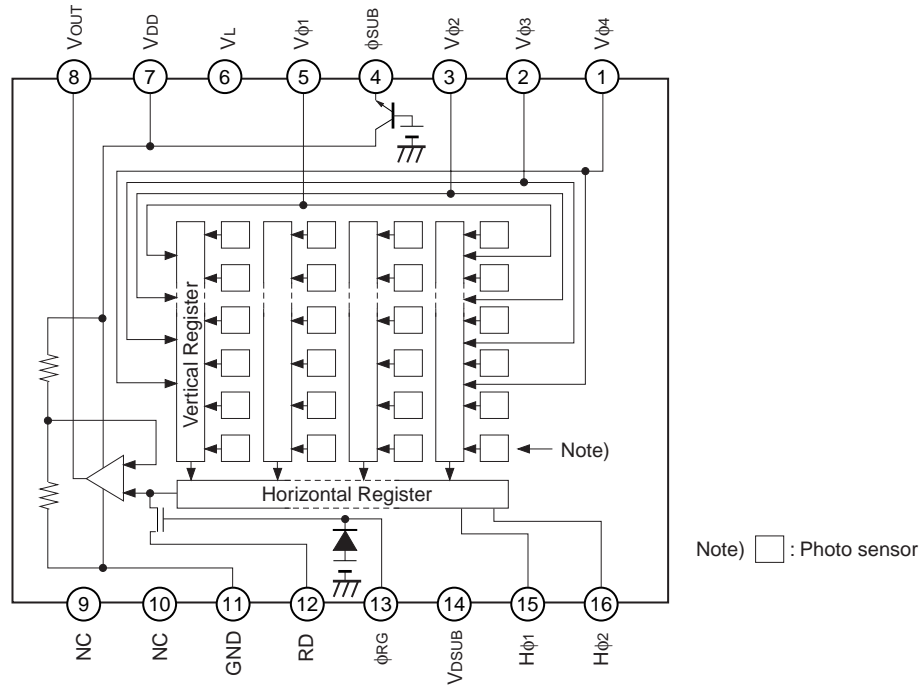 VOUT
VDD
VL
Vϕ1
ϕSUB
Vϕ2
Vϕ3
Vϕ4
8
7
6
5
4
3
2
1
Vertical Register
Note)
Horizontal Register
Note) : Photo sensor
9
10
11
12
13
14
15
16
NC
NC
GND
RD
ϕRG
VDSUB
Hϕ1
Hϕ2